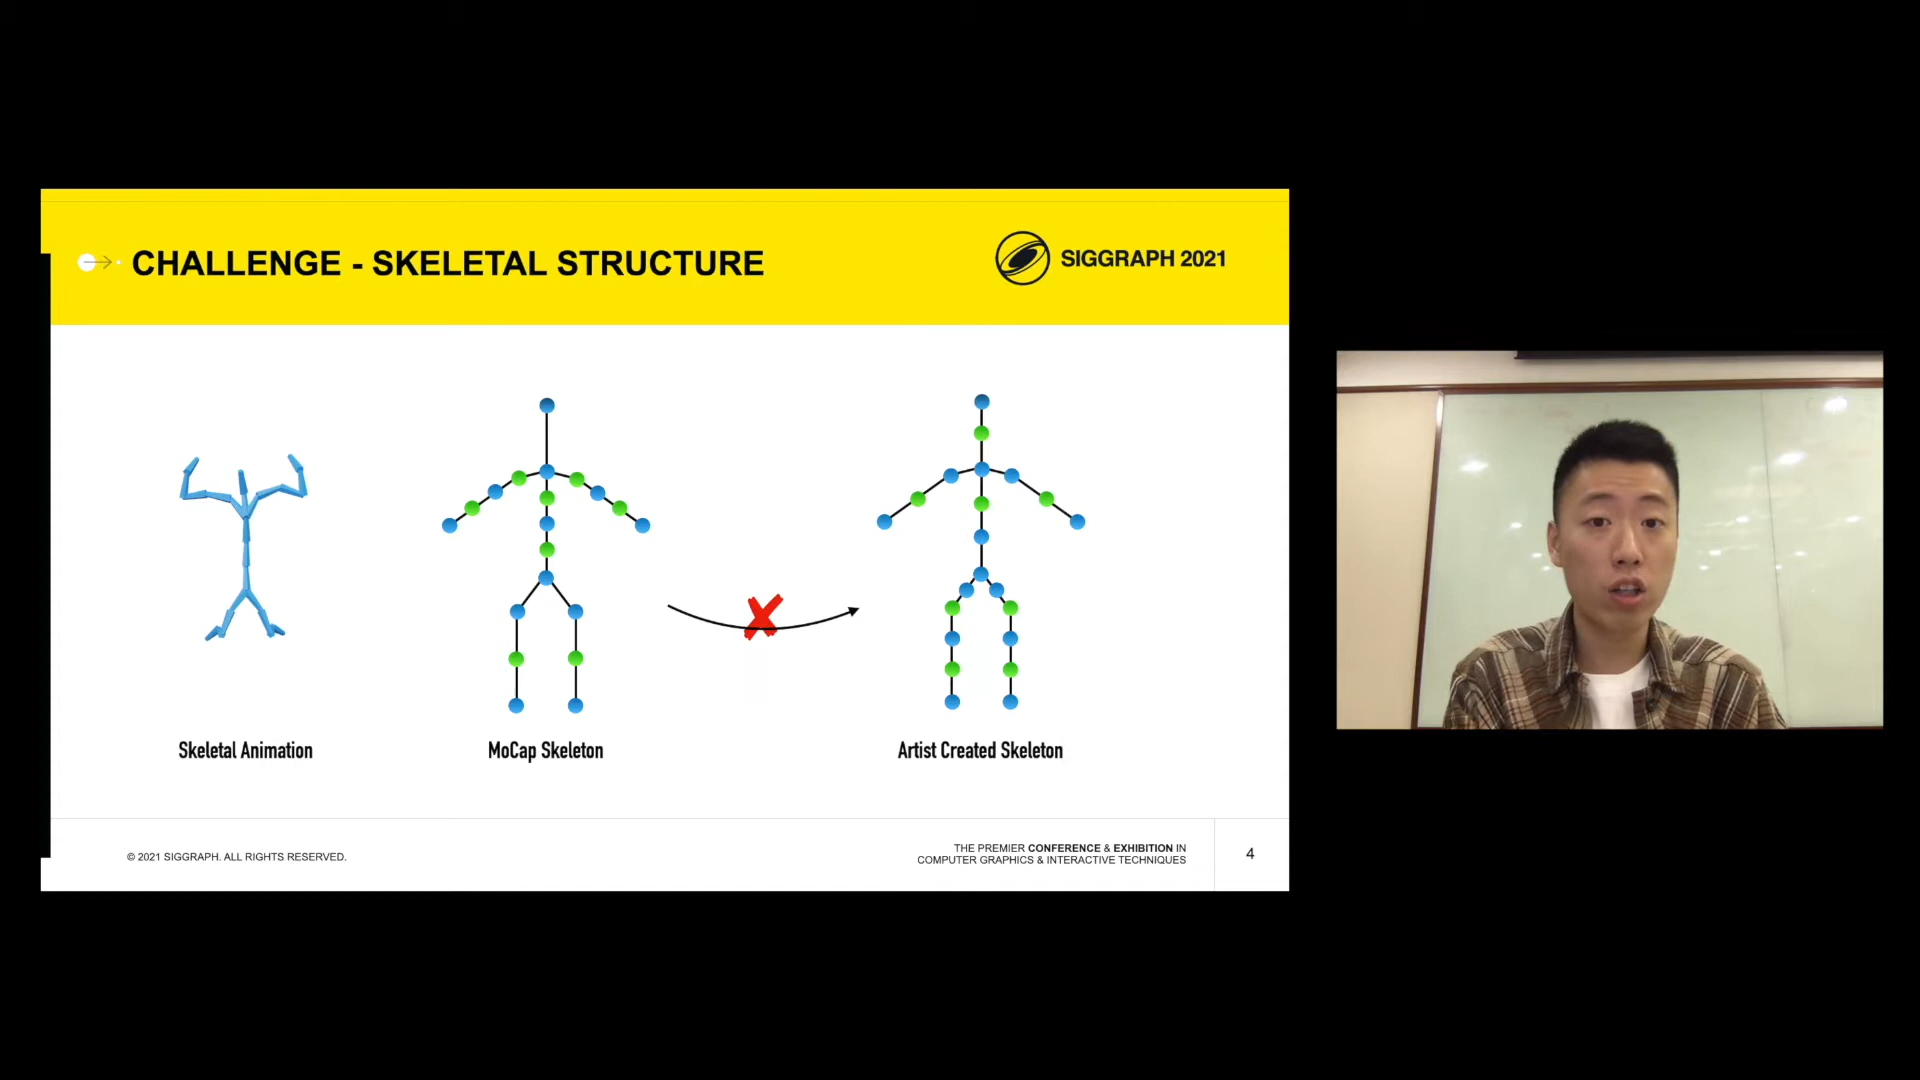 CHALLENGE - SKELETAL STRUCTURE
SIGGRAPH 2021
Skeletal Animation
MoCap Skeleton
Artist Created Skeleton
© 2021 SIGGRAPH. ALL RIGHTS RESERVED.
THE PREMIER CONFERENCE & EXHIBITION IN
COMPUTER GRAPHICS & INTERACTIVE TECHNIQUES
4